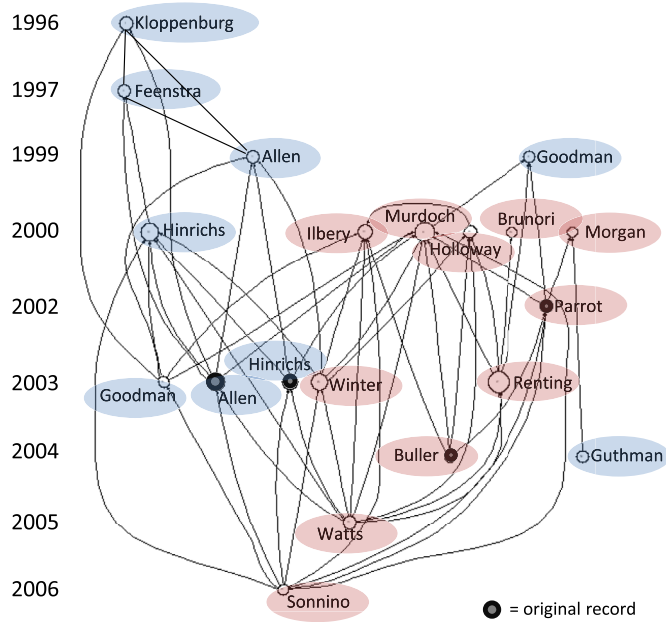 1996 Kloppenburg
1997 Feenstra
1999 Allen Goodman
2000 Hinrichs Ilbery Murdoch Holloway Brunori Morgan
2002 Parrot
2003 Goodman Allen Hinrichs Winter Renting
2004 Buller Guthman
2005 Watts
2006 Sonnino
= original record